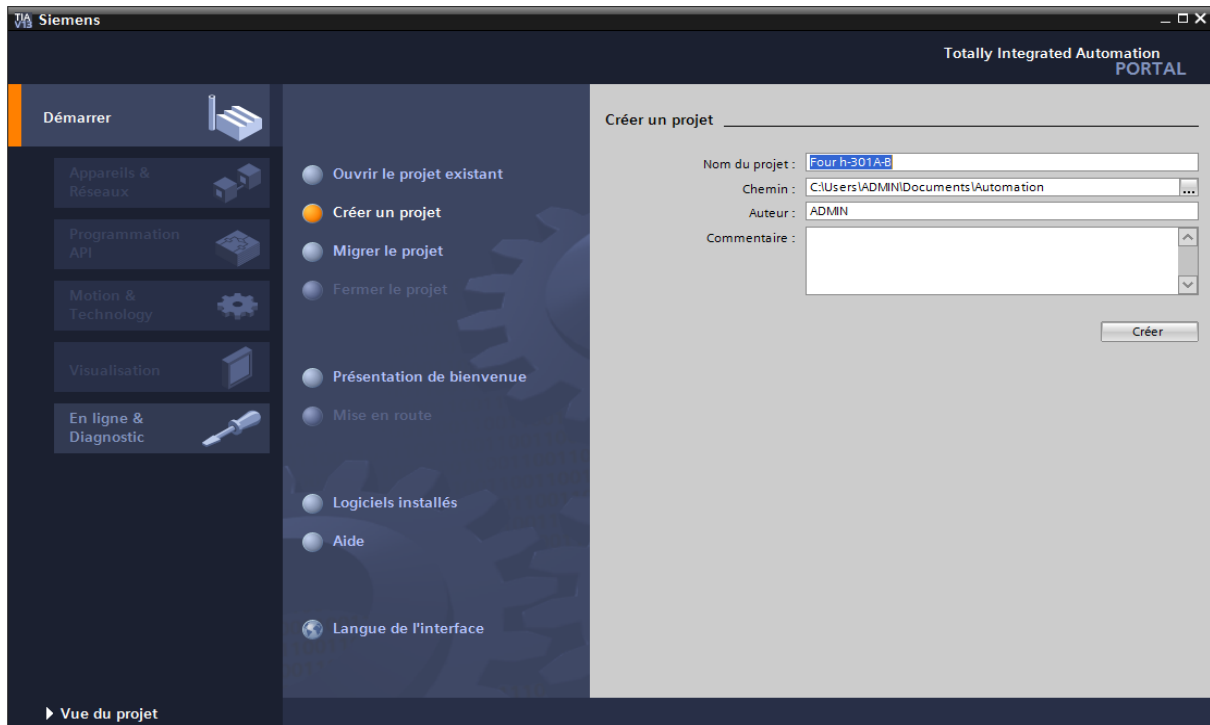 TIA
V13 Siemens
Totally Integrated Automation
PORTAL
Démarrer
Appareils &
Réseaux
Programmation
API
Motion &
Technology
Visualisation
En ligne &
Diagnostic
Vue du projet
Ouvrir le projet existant
Créer un projet
Migrer le projet
Fermer le projet
Présentation de bienvenue
Mise en route
Logiciels installés
Aide
Langue de l'interface
Créer un projet
Nom du projet : Four h-301A-B
Chemin : C:\Users\ADMIN\Documents\Automation ...
Auteur : ADMIN
Commentaire :
Créer